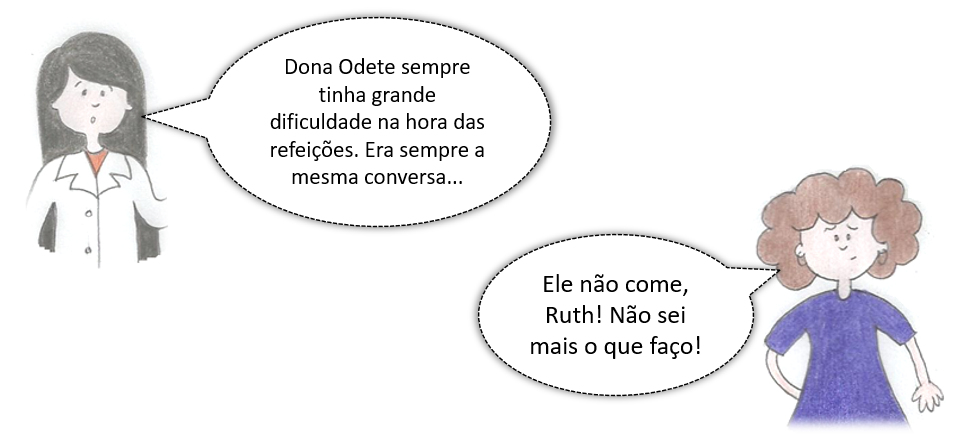 Dona Odete sempre
tinha grande
dificuldade na hora das
refeições. Era sempre a
mesma conversa...
Ele não come,
Ruth! Não sei
mais o que faço!